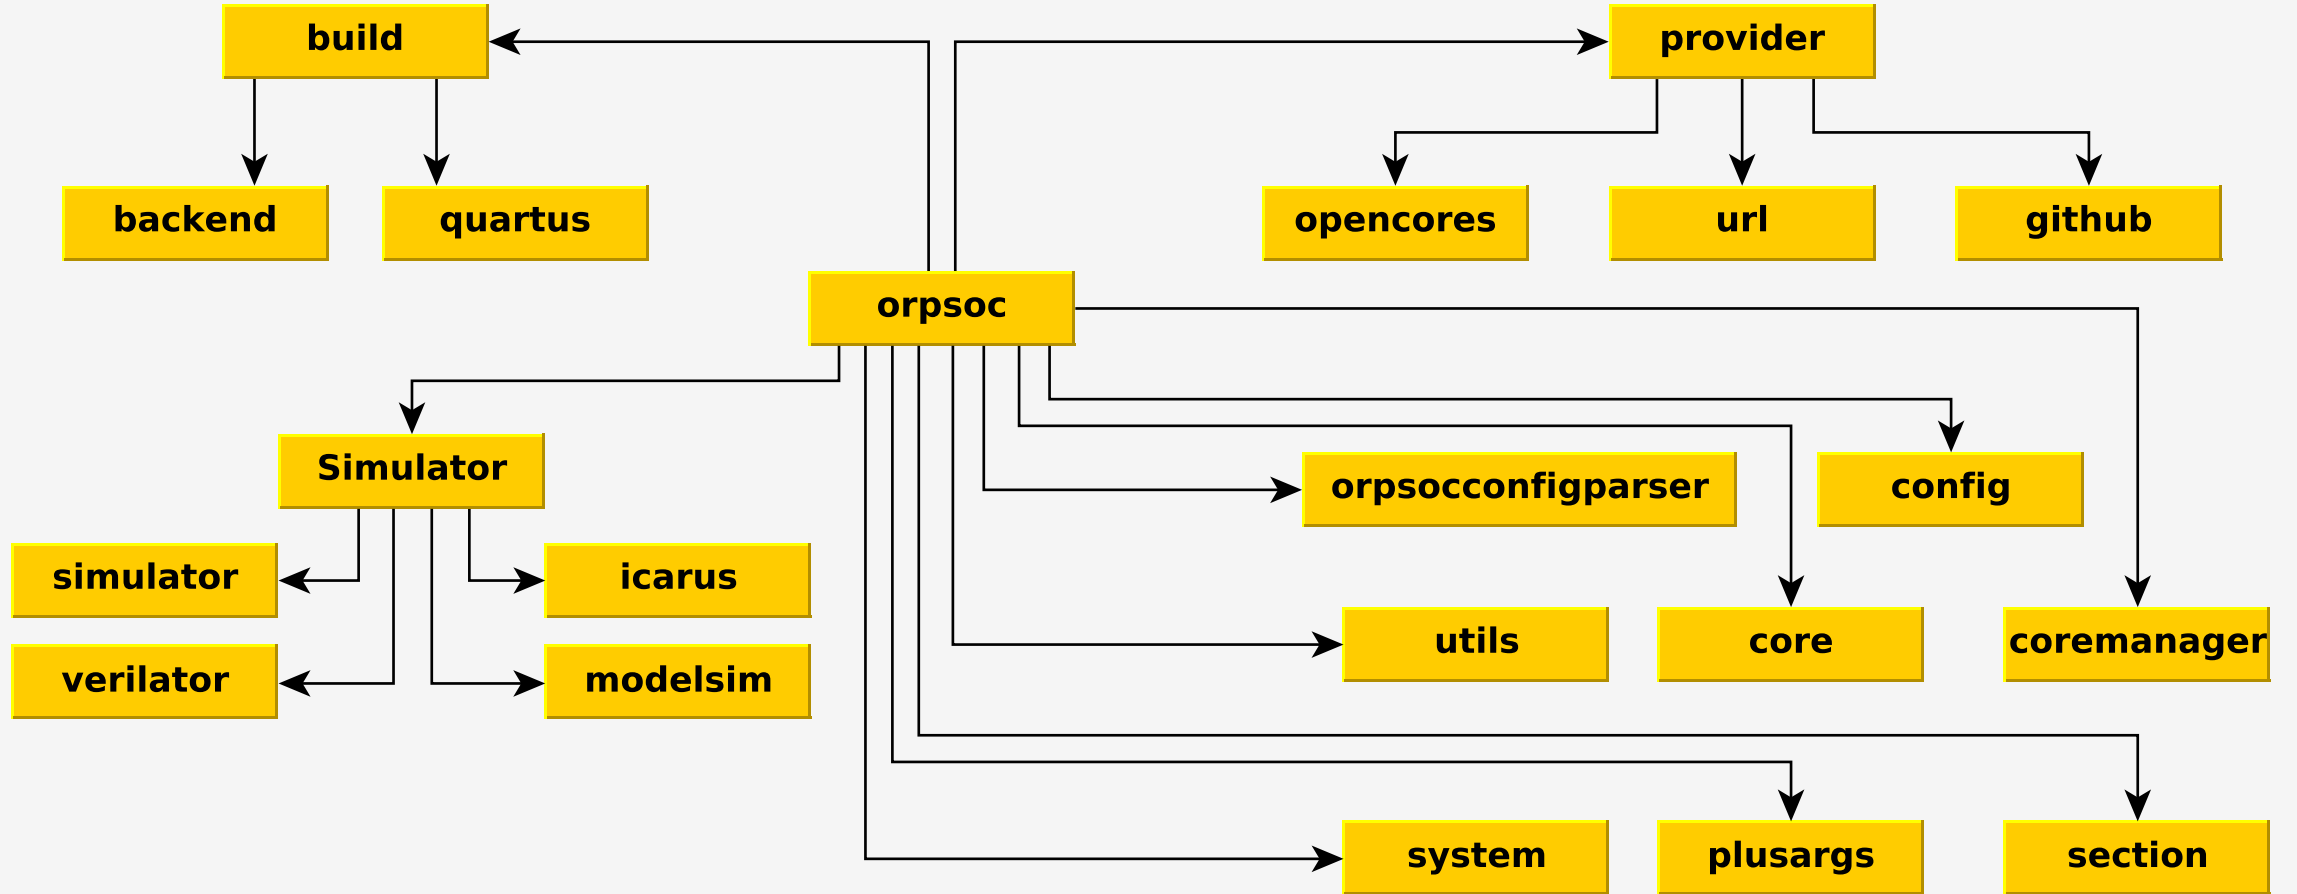 build
provider
backend
quartus
opencores
url
github
orpsoc
Simulator
orpsocconfigparser
config
simulator
icarus
utils
core
coremanager
verilator
modelsim
system
plusargs
section